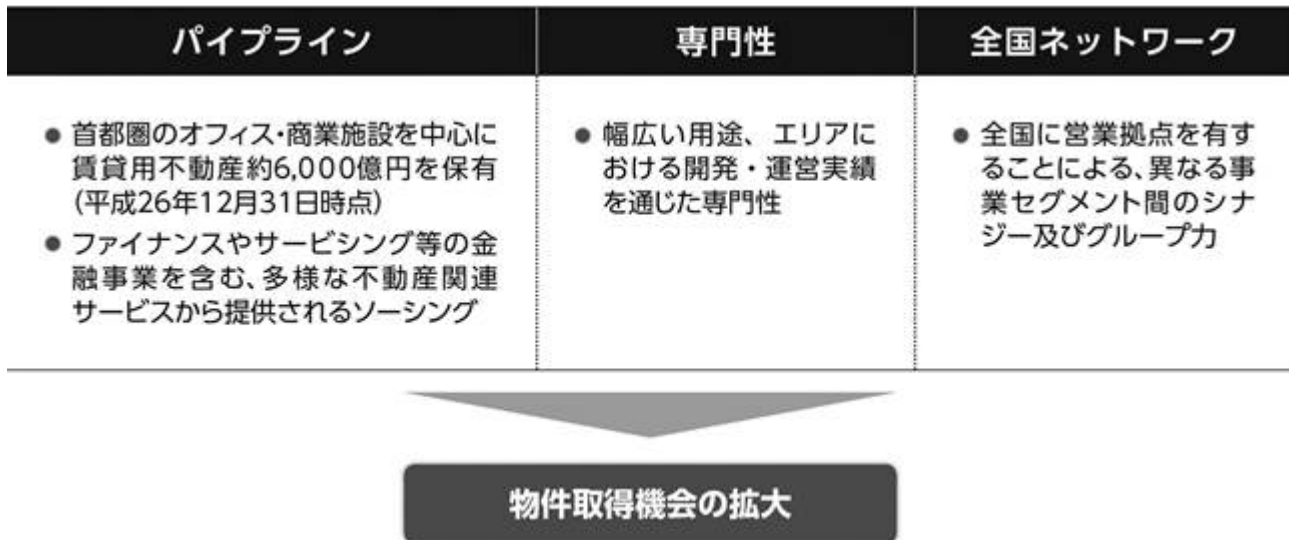 パイプライン
専門性
全国ネットワーク
● 首都圏のオフィス・商業施設を中心に
賃貸用不動産約6,000億円を保有
(平成26年12月31日時点)
● ファイナンスやサービシング等の金
融事業を含む、多様な不動産関連
サービスから提供されるソーシング
● 幅広い用途、エリアに
おける開発・運営実績
を通じた専門性
● 全国に営業拠点を有す
ることによる、異なる事
業セグメント間のシナ
ジー及びグループ力
物件取得機会の拡大